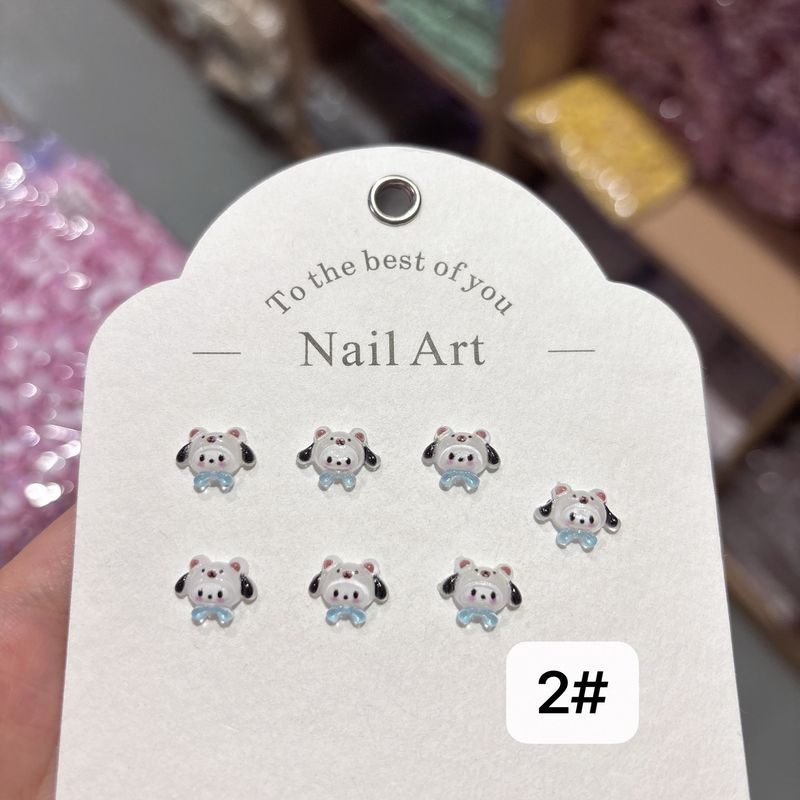 To the best of you
Nail Art
2#